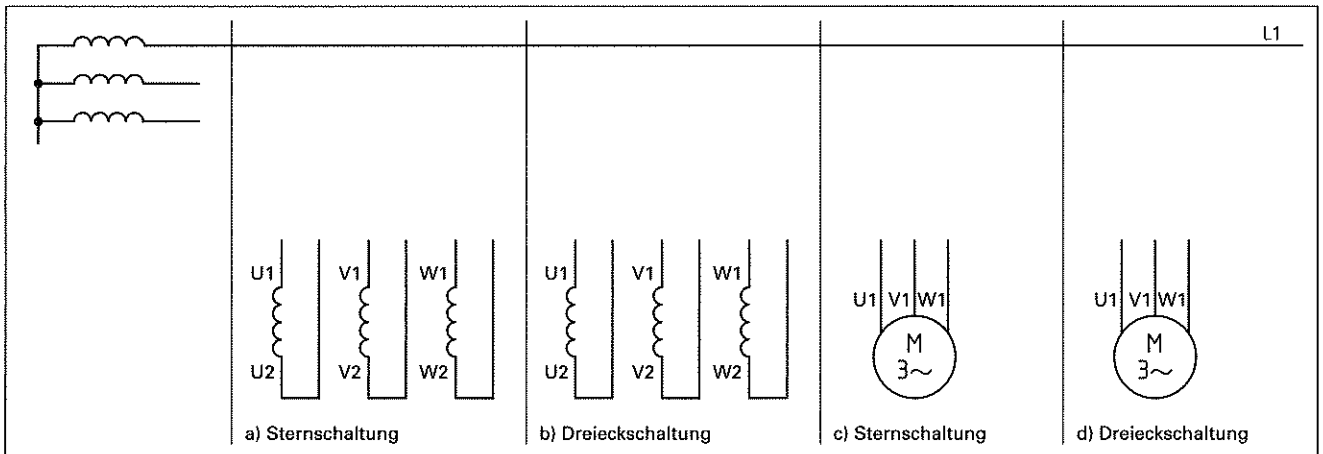 L1
U1 V1 W1 U1 V1 W1
U1 V1 W1 U1 V1 W1
M M
3~ 3~
U2 V2 W2 U2 V2 W2
a) Sternschaltung b) Dreieckschaltung c) Sternschaltung d) Dreieckschaltung